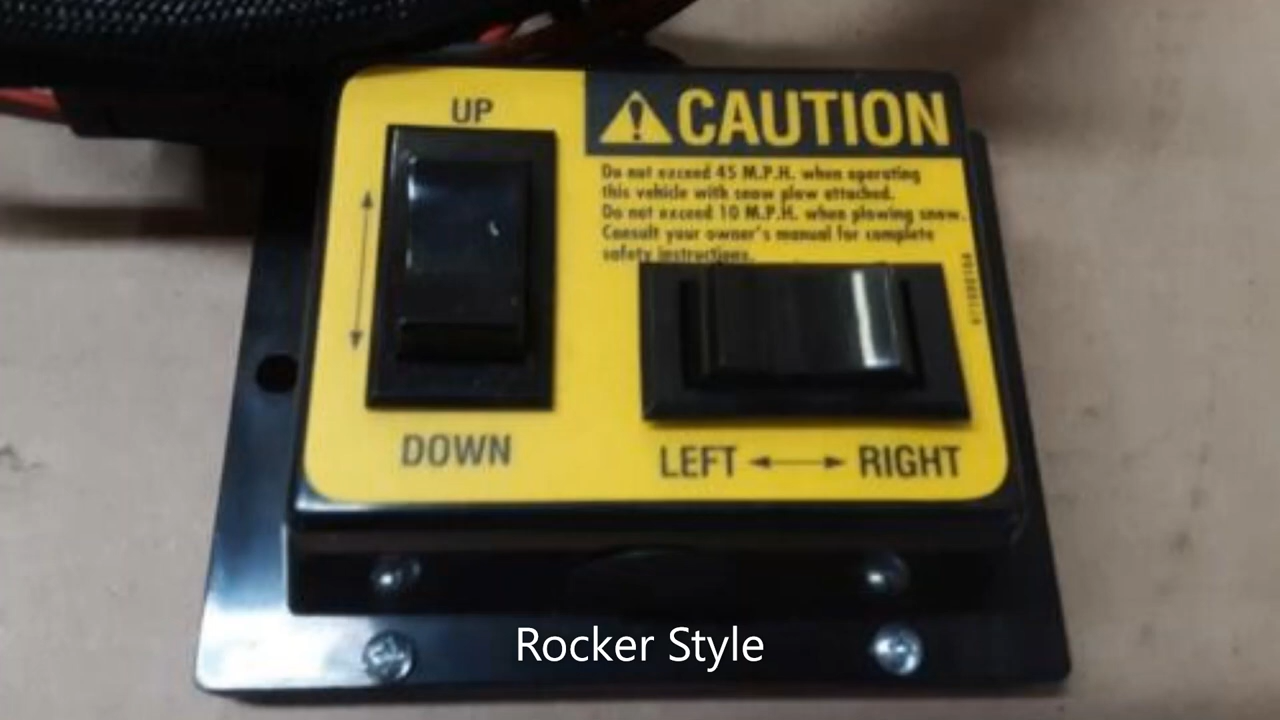 UP
CAUTION
Do not exceed 45 M.P.H. when operating
this vehicle with snow plow attached.
Do not exceed 10 M.P.H. when plowing snow.
Consult your owner's manual for complete
safety instructions.
DOWN
LEFT RIGHT
Rocker Style